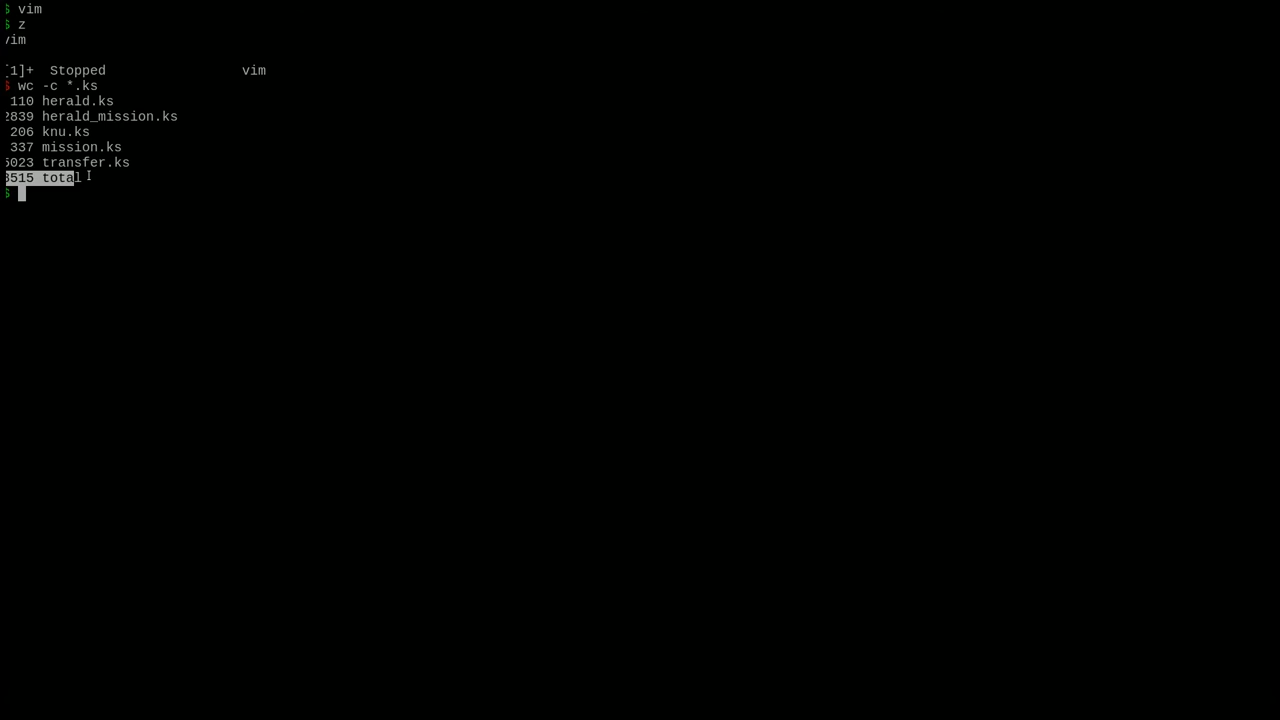 $ vim
$ z
vim
[1]+  Stopped                 vim
$ wc -c *.ks
 110 herald.ks
2839 herald_mission.ks
 206 knu.ks
 337 mission.ks
5023 transfer.ks
8515 total
$